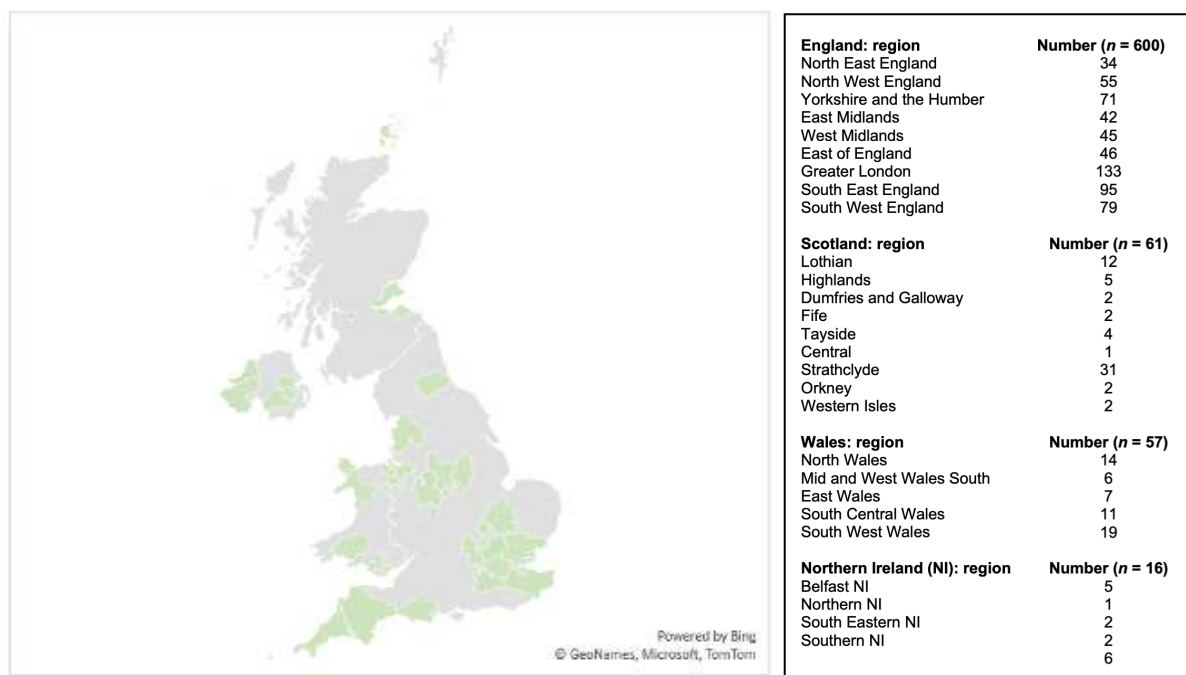 Powered by Bing
© GeoNames, Microsoft, TomTom
England: region Number (n = 600)
North East England 34
North West England 55
Yorkshire and the Humber 71
East Midlands 42
West Midlands 45
East of England 46
Greater London 133
South East England 95
South West England 79
Scotland: region Number (n = 61)
Lothian 12
Highlands 5
Dumfries and Galloway 2
Fife 2
Tayside 4
Central 1
Strathclyde 31
Orkney 2
Western Isles 2
Wales: region Number (n = 57)
North Wales 14
Mid and West Wales South 6
East Wales 7
South Central Wales 11
South West Wales 19
Northern Ireland (NI): region Number (n = 16)
Belfast NI 5
Northern NI 1
South Eastern NI 2
Southern NI 2
6